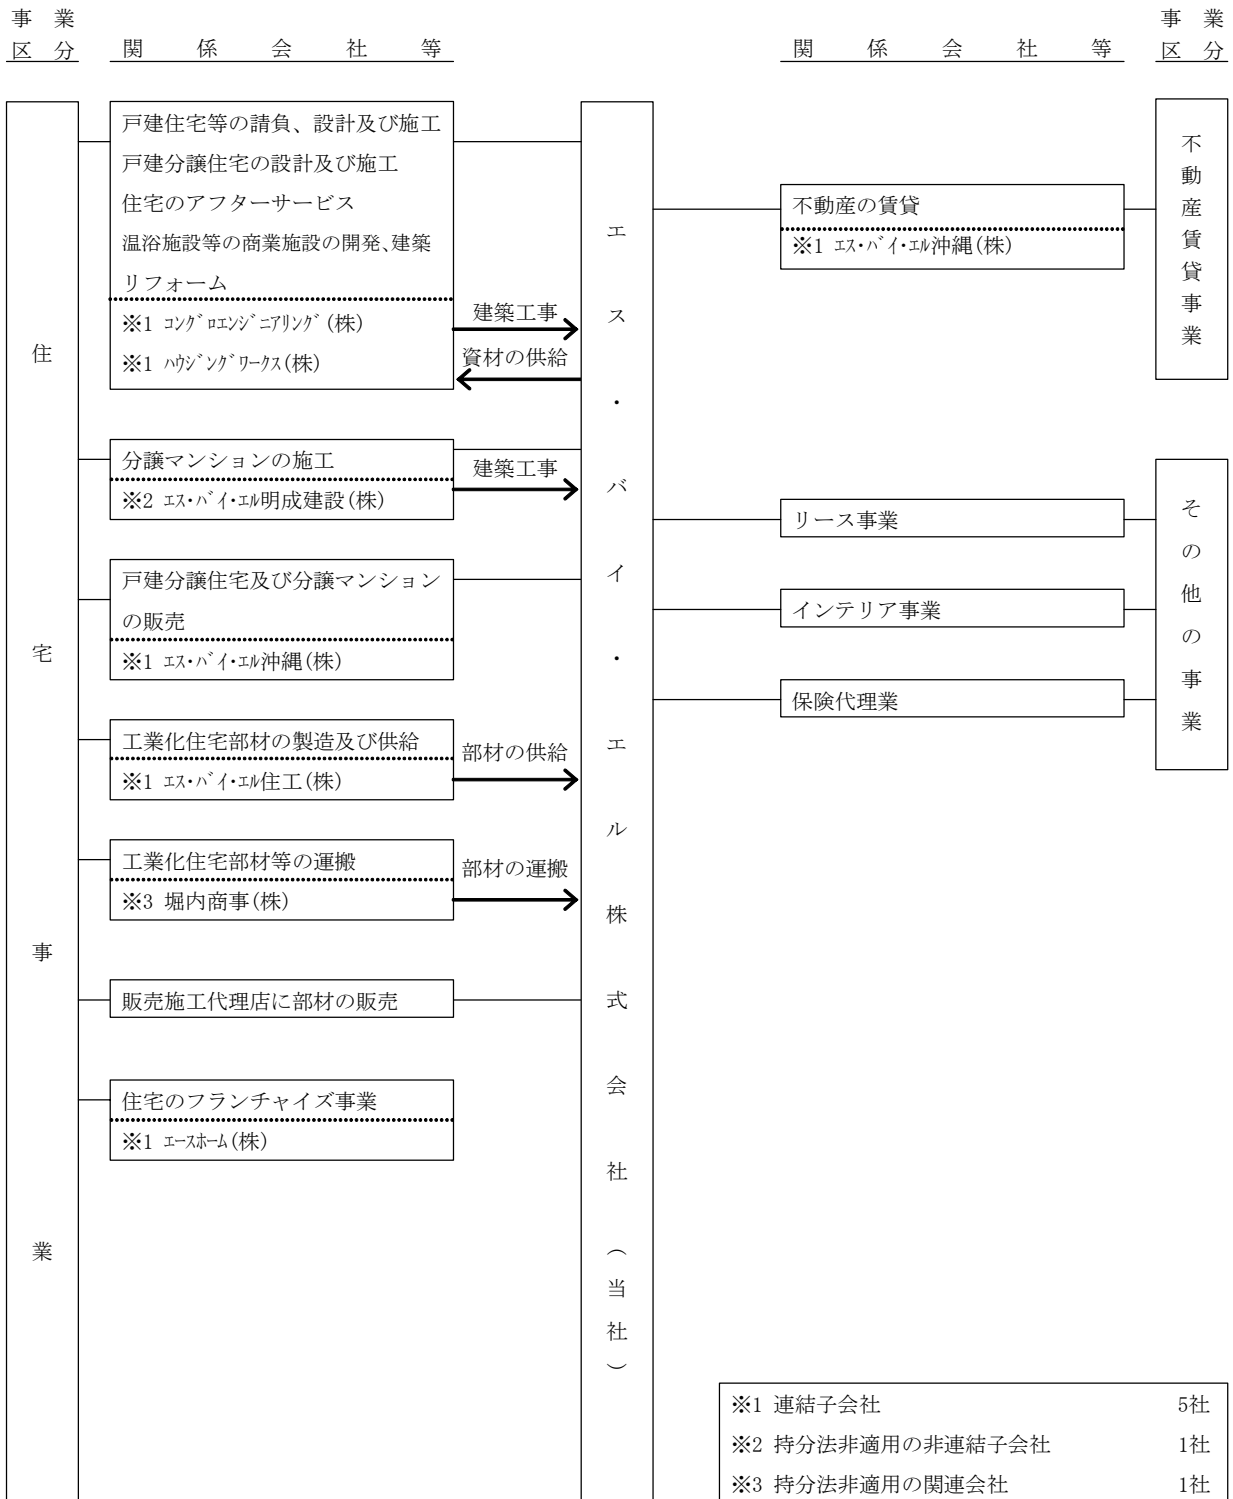 事 業
区 分
関 係 会 社 等
関 係 会 社 等
事 業
区 分
住宅事業
戸建住宅等の請負、設計及び施工
戸建分譲住宅の設計及び施工
住宅のアフターサービス
温浴施設等の商業施設の開発、建築
リフォーム
※1 コングロエンジニアリング(株)
※1 ハウジングワークス(株)
建築工事
資材の供給
分譲マンションの施工
※2 エス・バイ・エル明成建設(株)
建築工事
戸建分譲住宅及び分譲マンション
の販売
※1 エス・バイ・エル沖縄(株)
工業化住宅部材の製造及び供給
※1 エス・バイ・エル住工(株)
部材の供給
工業化住宅部材等の運搬
※3 堀内商事(株)
部材の運搬
販売施工代理店に部材の販売
住宅のフランチャイズ事業
※1 エースホーム(株)
エス・バイ・エル株式会社(当社)
不動産の賃貸
※1 エス・バイ・エル沖縄(株)
不動産賃貸事業
リース事業
インテリア事業
保険代理業
その他の事業
※1 連結子会社 5社
※2 持分法非適用の非連結子会社 1社
※3 持分法非適用の関連会社 1社